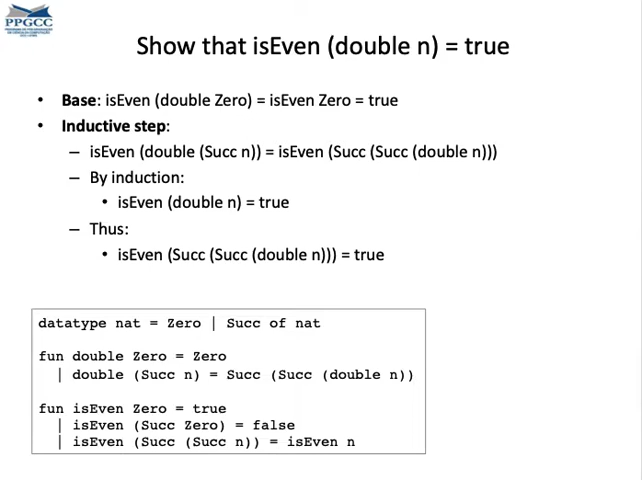 PPGCC
Show that isEven (double n) = true
• Base: isEven (double Zero) = isEven Zero = true
• Inductive step:
– isEven (double (Succ n)) = isEven (Succ (Succ (double n)))
– By induction:
• isEven (double n) = true
– Thus:
• isEven (Succ (Succ (double n))) = true
datatype nat = Zero | Succ of nat
fun double Zero = Zero
| double (Succ n) = Succ (Succ (double n))
fun isEven Zero = true
| isEven (Succ Zero) = false
| isEven (Succ (Succ n)) = isEven n